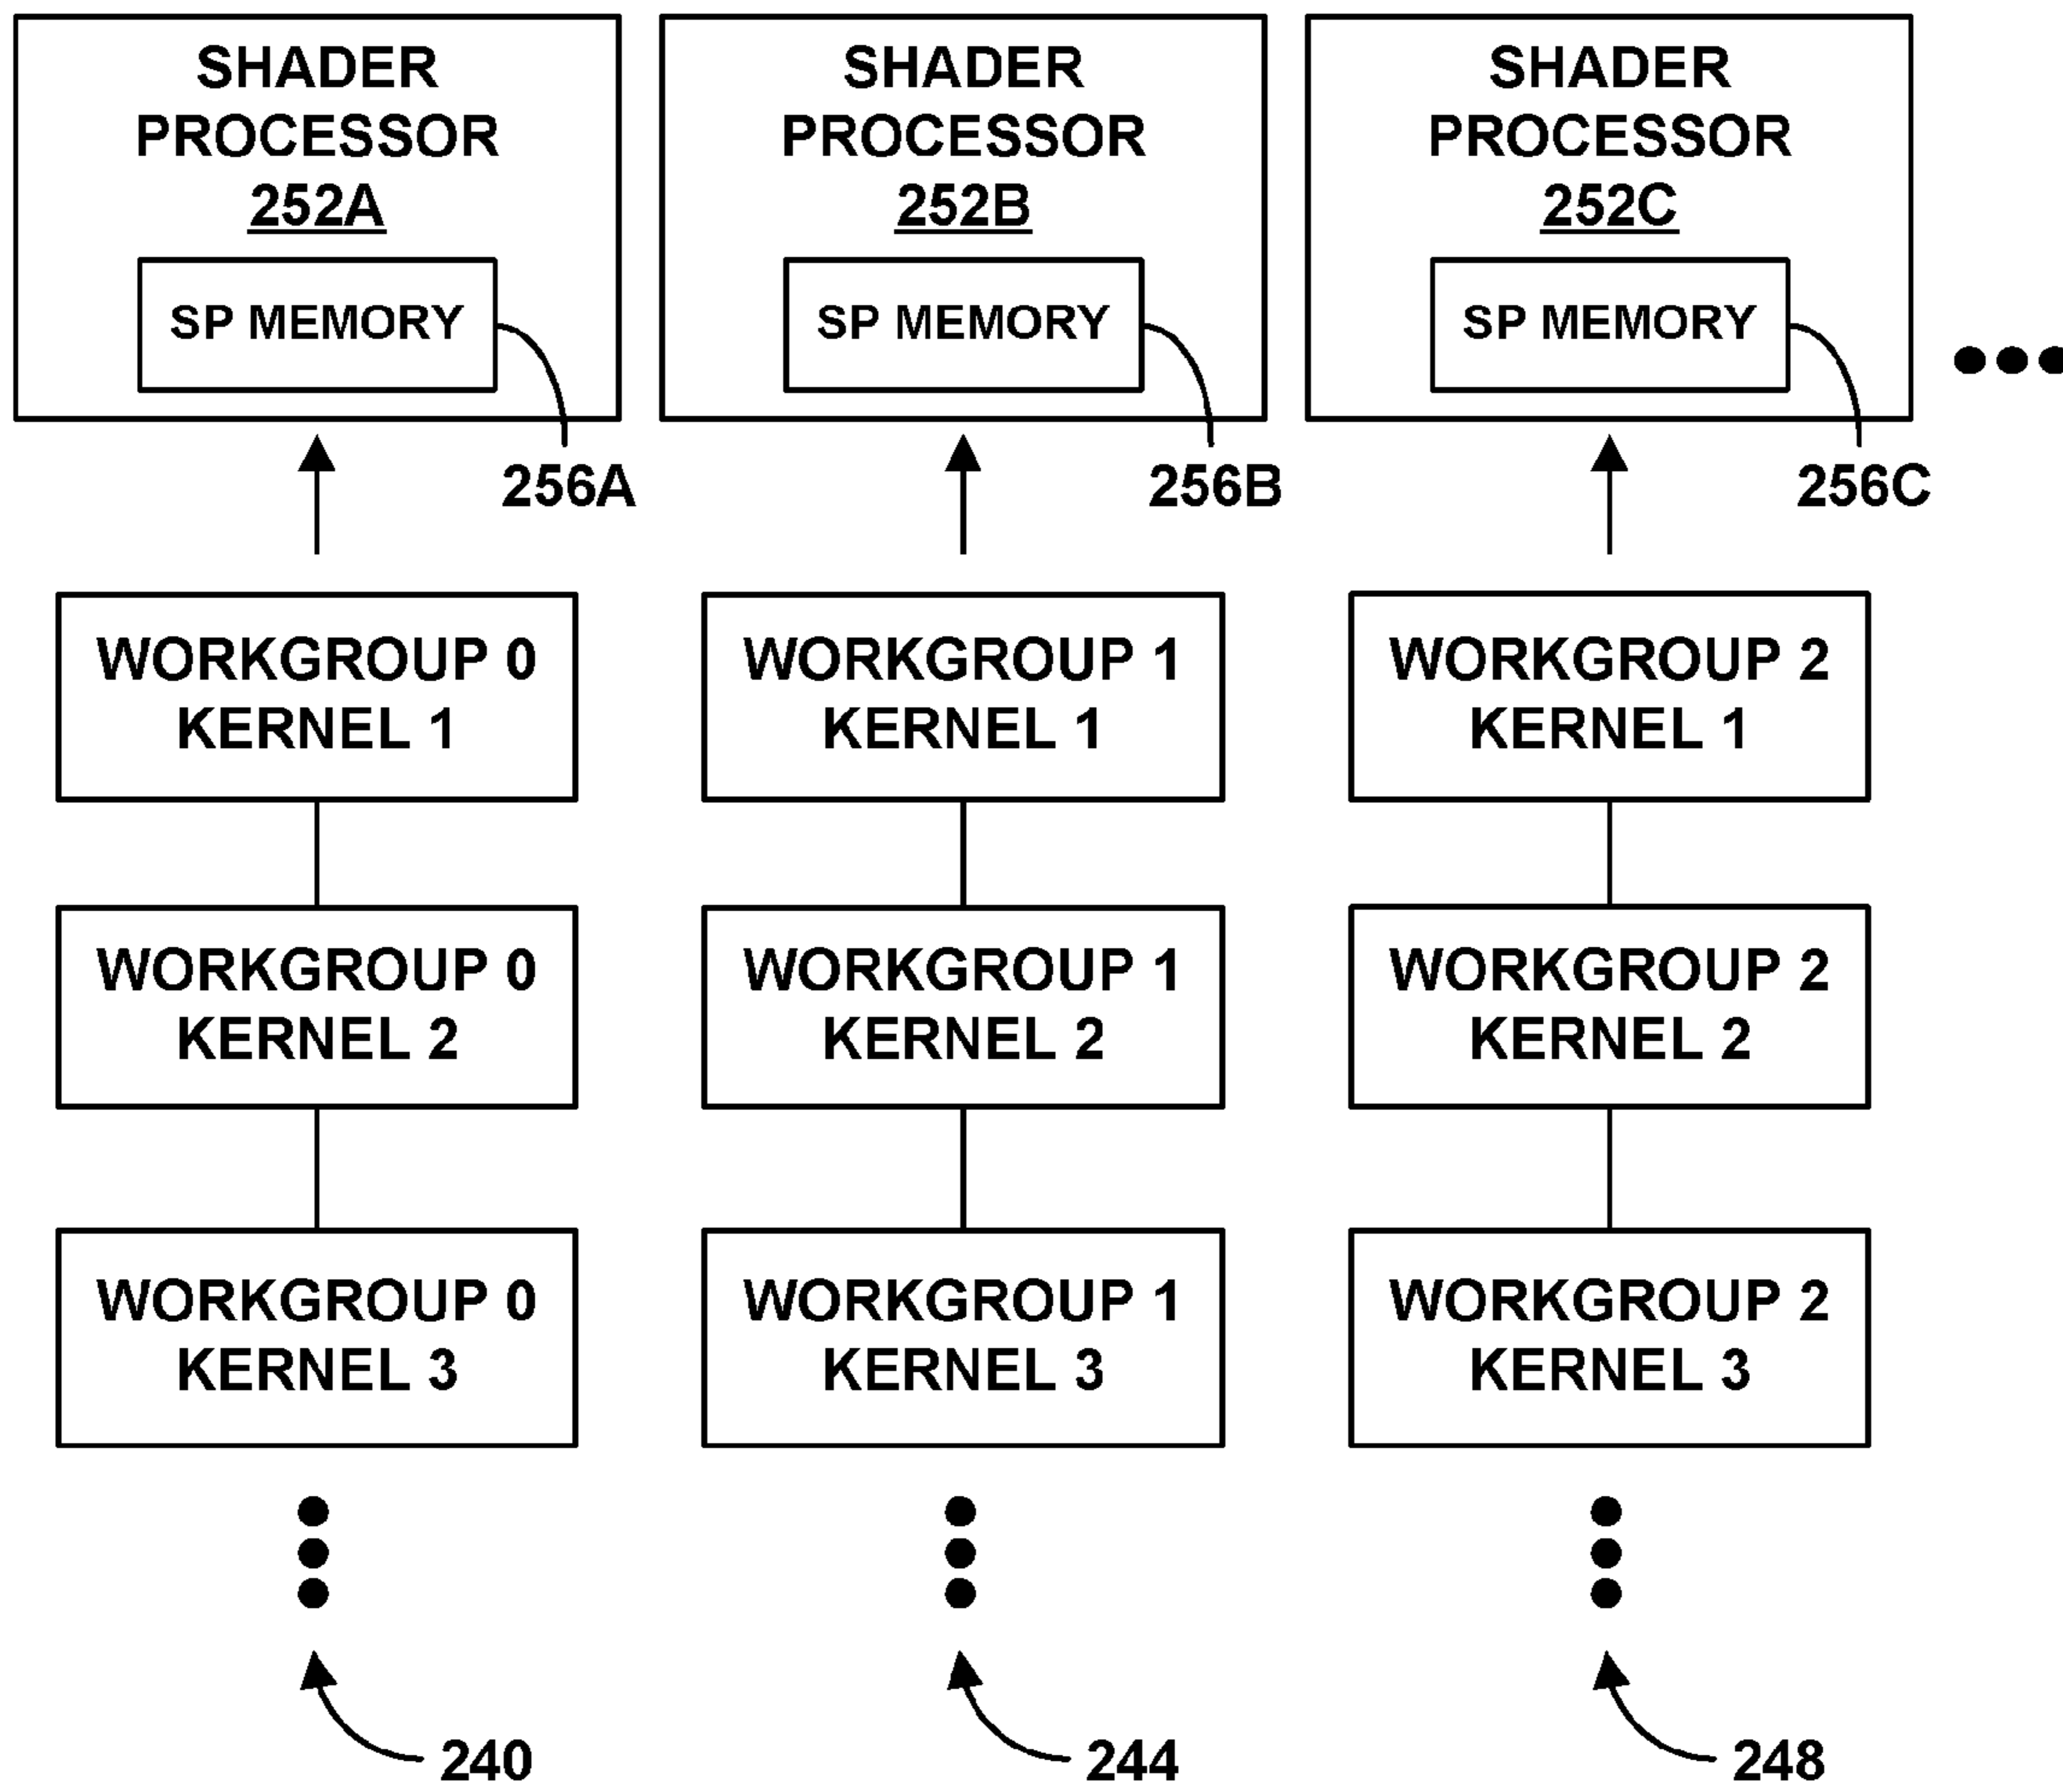 SHADER
PROCESSOR
252A
SP MEMORY
256A
SHADER
PROCESSOR
252B
SP MEMORY
256B
SHADER
PROCESSOR
252C
SP MEMORY
256C
WORKGROUP 0
KERNEL 1
WORKGROUP 1
KERNEL 1
WORKGROUP 2
KERNEL 1
WORKGROUP 0
KERNEL 2
WORKGROUP 1
KERNEL 2
WORKGROUP 2
KERNEL 2
WORKGROUP 0
KERNEL 3
WORKGROUP 1
KERNEL 3
WORKGROUP 2
KERNEL 3
240
244
248